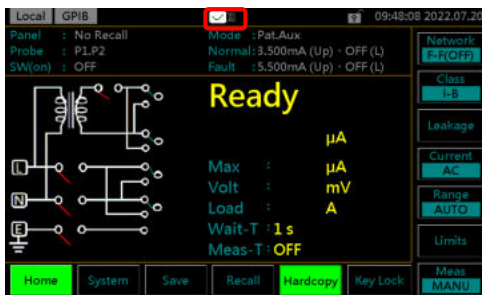 Local GPIB 09:48:08 2022.07.20
Panel : No Recall Mode :Pat.Aux
Probe : P1.P2 Normal:3.500mA (Up)、OFF (L)
SW(on) : OFF Fault :5.500mA (Up)、OFF (L)
Network
F-F(OFF)
Class
I-B
Leakage
Current
AC
Range
AUTO
Limits
Meas
MANU
Ready
µA
Max : µA
Volt : mV
Load : A
Wait-T :1 s
Meas-T :OFF
L
N
E
Home System Save Recall Hardcopy Key Lock